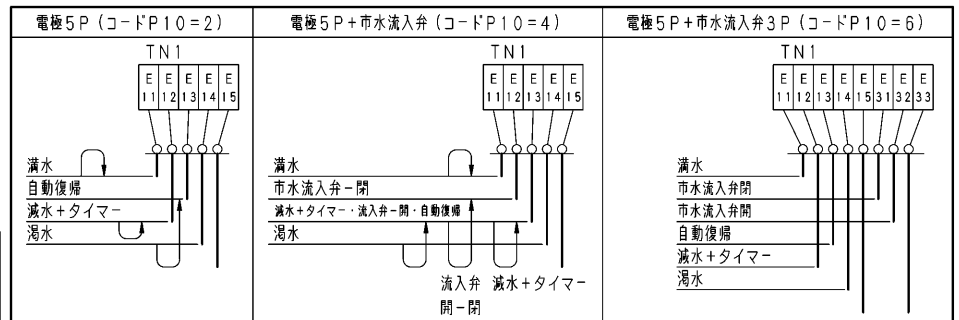 電極5P(コードP10=2)
TN1
E11 E12 E13 E14 E15
満水
自動復帰
減水+タイマー
渇水
電極5P+市水流入弁(コードP10=4)
TN1
E11 E12 E13 E14 E15
満水
市水流入弁-閉
減水+タイマー・流入弁-開・自動復帰
渇水
流入弁 減水+タイマー
開-閉
電極5P+市水流入弁3P(コードP10=6)
TN1
E11 E12 E13 E14 E15 E31 E32 E33
満水
市水流入弁閉
市水流入弁開
自動復帰
減水+タイマー
渇水